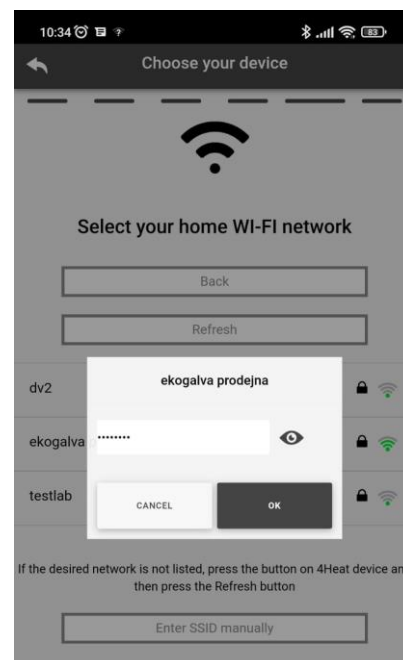 10:34
83
Choose your device
Select your home WI-FI network
Back
Refresh
ekogalva prodejna
dv2
ekogalva
••••••••
testlab
CANCEL
OK
If the desired network is not listed, press the button on 4Heat device an
then press the Refresh button
Enter SSID manually